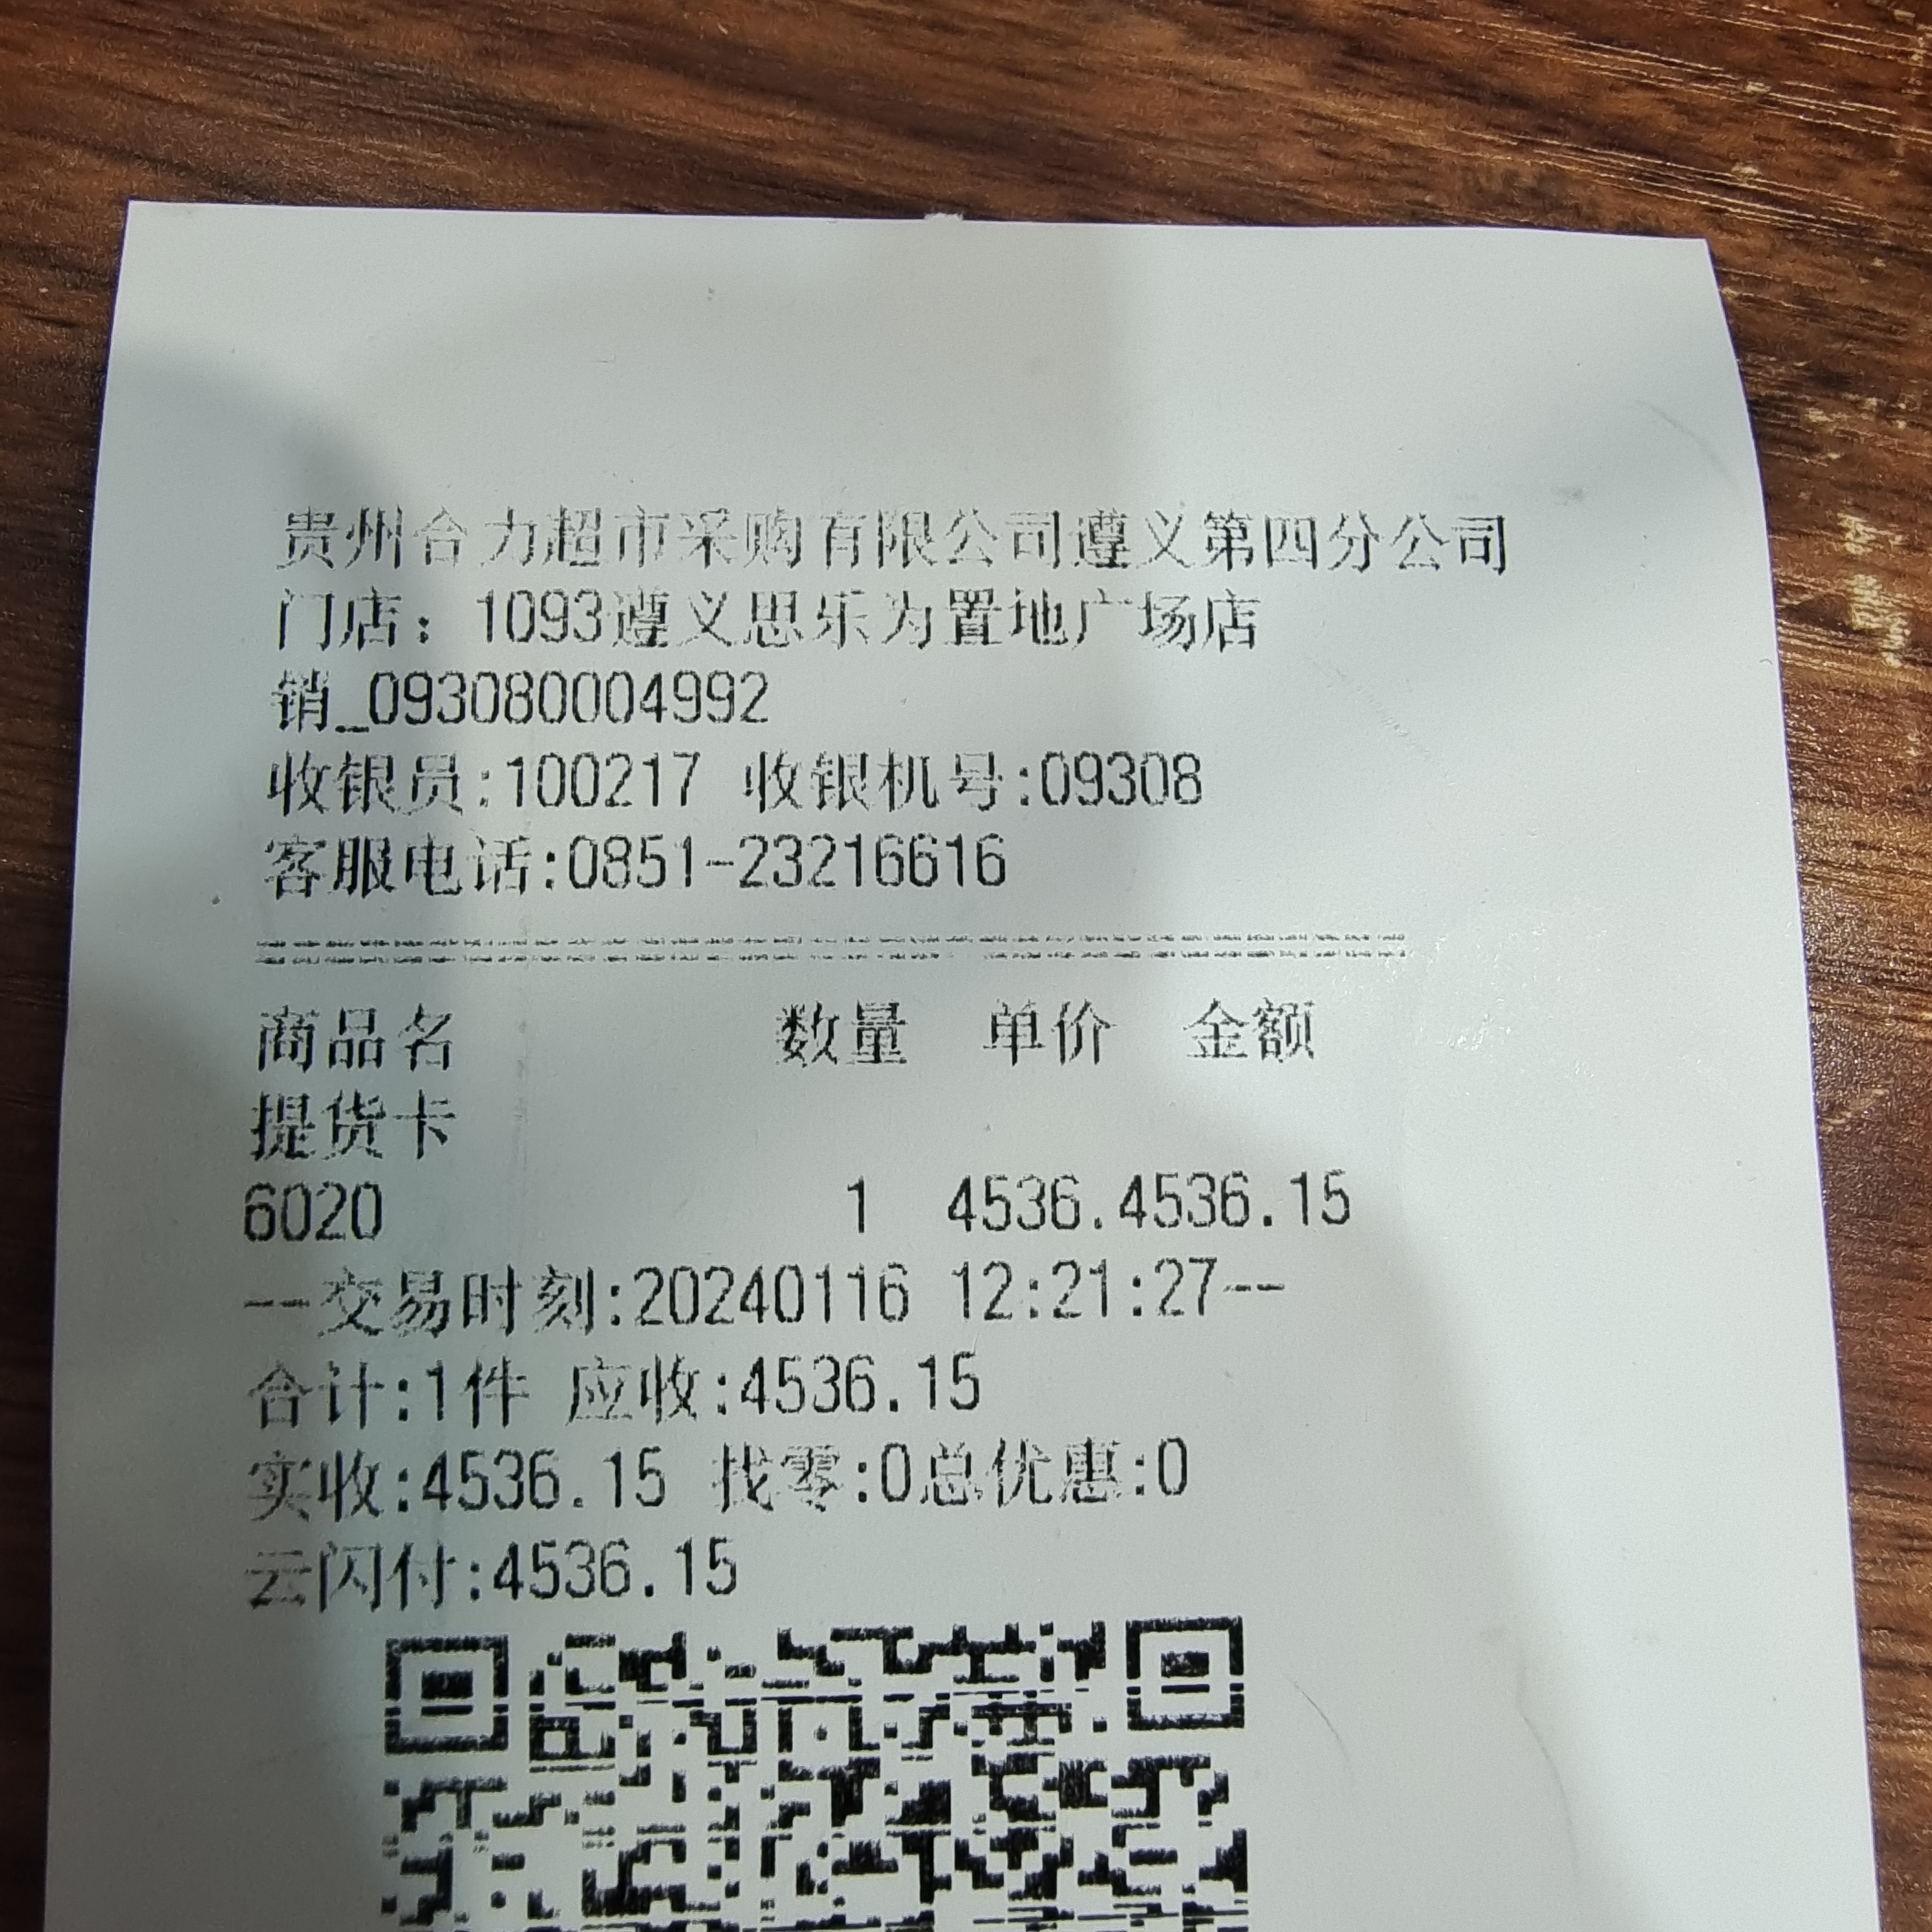 贵州合力超市采购有限公司遵义第四分公司
门店：1093遵义思乐为置地广场店
销_093080004992
收银员:100217 收银机号:09308
客服电话:0851-23216616
商品名 数量 单价 金额
提货卡
6020 1 4536.4536.15
--交易时刻:20240116 12:21:27--
合计:1件 应收:4536.15
实收:4536.15 找零:0总优惠:0
云闪付:4536.15